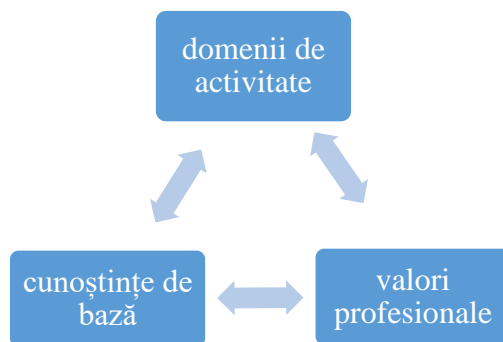 domenii de
activitate
cunoștințe de
bază
valori
profesionale